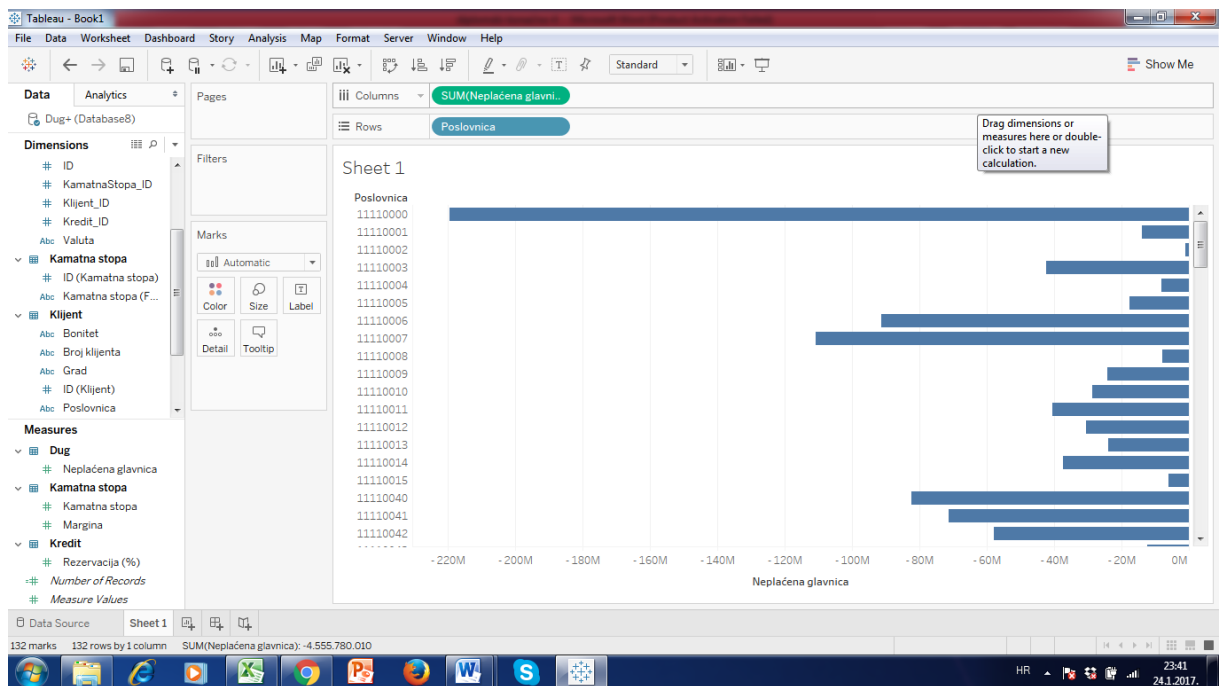 Tableau - Book1
File Data Worksheet Dashboard Story Analysis Map Format Server Window Help
Standard
Show Me
Data Analytics
Pages
iii Columns
SUM(Neplaćena glavni..
Dug+ (Database8)
Rows
Poslovnica
Drag dimensions or
measures here or double-
click to start a new
calculation.
Dimensions
Filters
Sheet 1
# ID
# KamatnaStopa_ID
# Klijent_ID
# Kredit_ID
Abc Valuta
Kamatna stopa
# ID (Kamatna stopa)
Abc Kamatna stopa (F...
Klijent
Abc Bonitet
Abc Broj klijenta
Abc Grad
# ID (Klijent)
Abc Poslovnica
Marks
Automatic
Color Size Label
Detail Tooltip
Poslovnica
11110000
11110001
11110002
11110003
11110004
11110005
11110006
11110007
11110008
11110009
11110010
11110011
11110012
11110013
11110014
11110015
11110040
11110041
11110042
-220M -200M -180M -160M -140M -120M -100M -80M -60M -40M -20M 0M
Neplaćena glavnica
Measures
Dug
# Neplaćena glavnica
Kamatna stopa
# Kamatna stopa
# Margina
Kredit
# Rezervacija (%)
=# Number of Records
# Measure Values
Data Source Sheet 1
132 marks 132 rows by 1 column SUM(Neplaćena glavnica): -4.555.780.010
HR 23:41
24.1.2017.